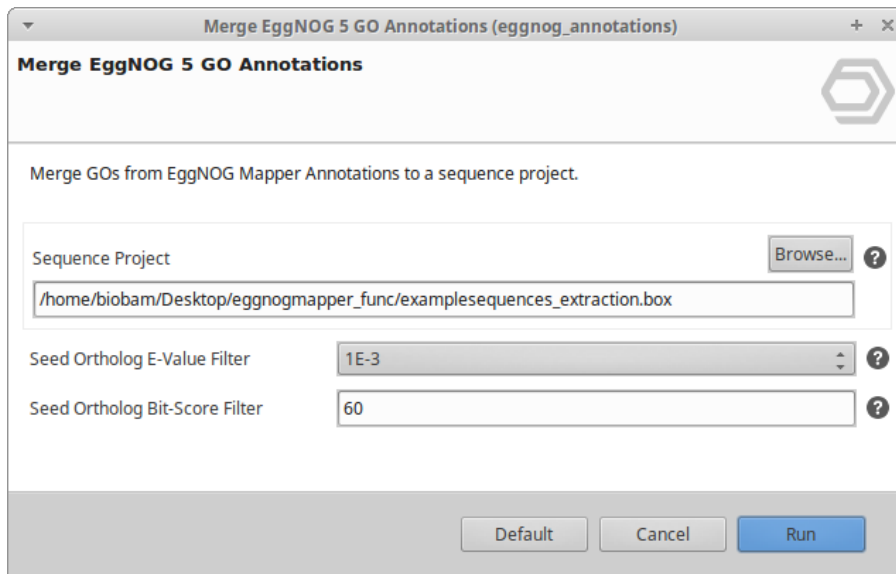 Merge EggNOG 5 GO Annotations (eggnog_annotations)
Merge EggNOG 5 GO Annotations
Merge GOs from EggNOG Mapper Annotations to a sequence project.
Sequence Project
Browse...
/home/biobam/Desktop/eggnogmapper_func/examplesequences_extraction.box
Seed Ortholog E-Value Filter 1E-3
Seed Ortholog Bit-Score Filter 60
Default Cancel Run